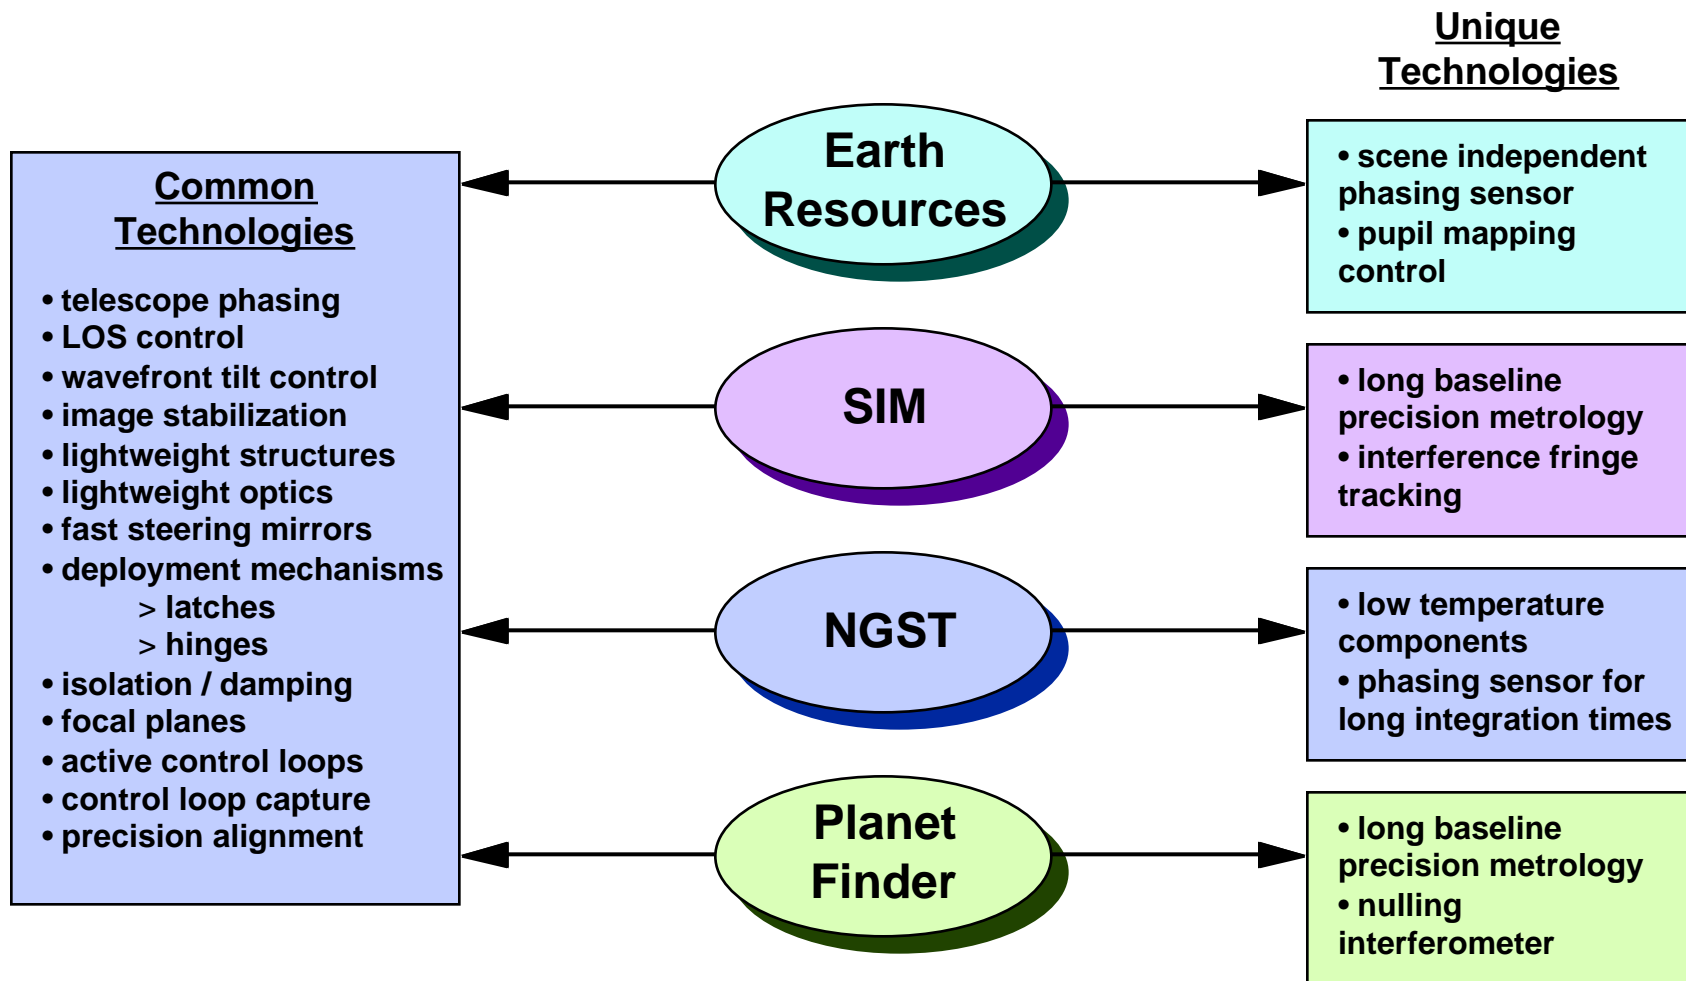 Unique
Technologies
Common
Technologies
• telescope phasing
• LOS control
• wavefront tilt control
• image stabilization
• lightweight structures
• lightweight optics
• fast steering mirrors
• deployment mechanisms
> latches
> hinges
• isolation / damping
• focal planes
• active control loops
• control loop capture
• precision alignment
Earth
Resources
• scene independent
phasing sensor
• pupil mapping
control
SIM
• long baseline
precision metrology
• interference fringe
tracking
NGST
• low temperature
components
• phasing sensor for
long integration times
Planet
Finder
• long baseline
precision metrology
• nulling
interferometer